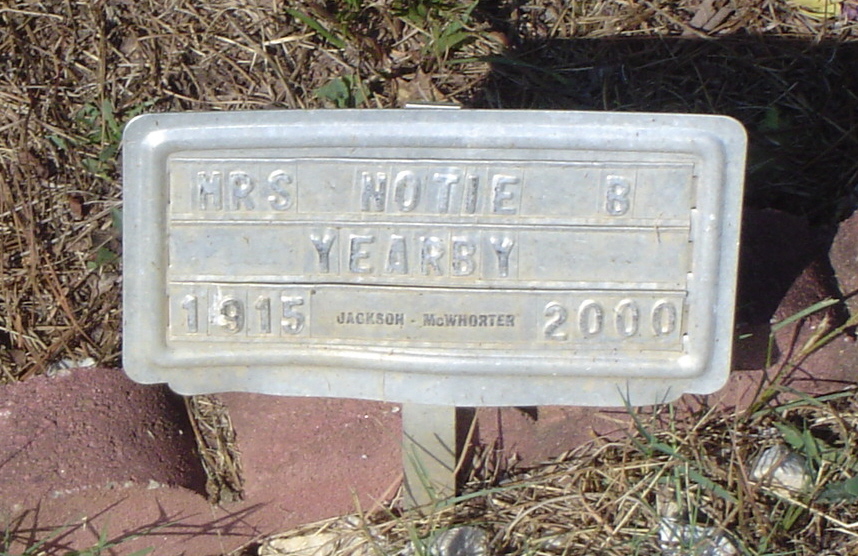 MRS NOTIE B
YEARBY
1915 JACKSON - McWHORTER 2000